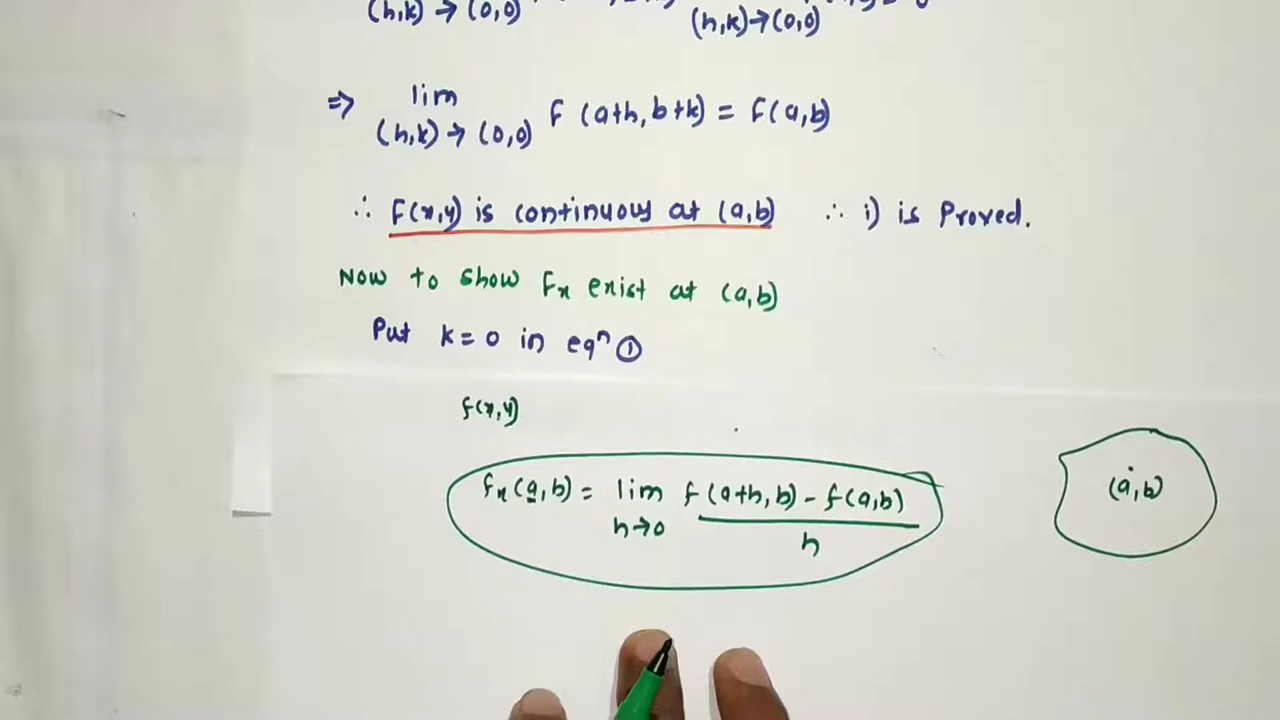 (h,k) → (0,0) (h,k) → (0,0)
⇒ lim f (a+h, b+k) = f(a,b)
(h,k) → (0,0)
∴ f(x,y) is continuous at (a,b) ∴ i) is Proved.
Now to show fx exist at (a,b)
Put k = 0 in eqn ①
f(x,y)
fx(a,b) = lim f(a+h, b) - f(a,b)
h→0 h
(a,b)